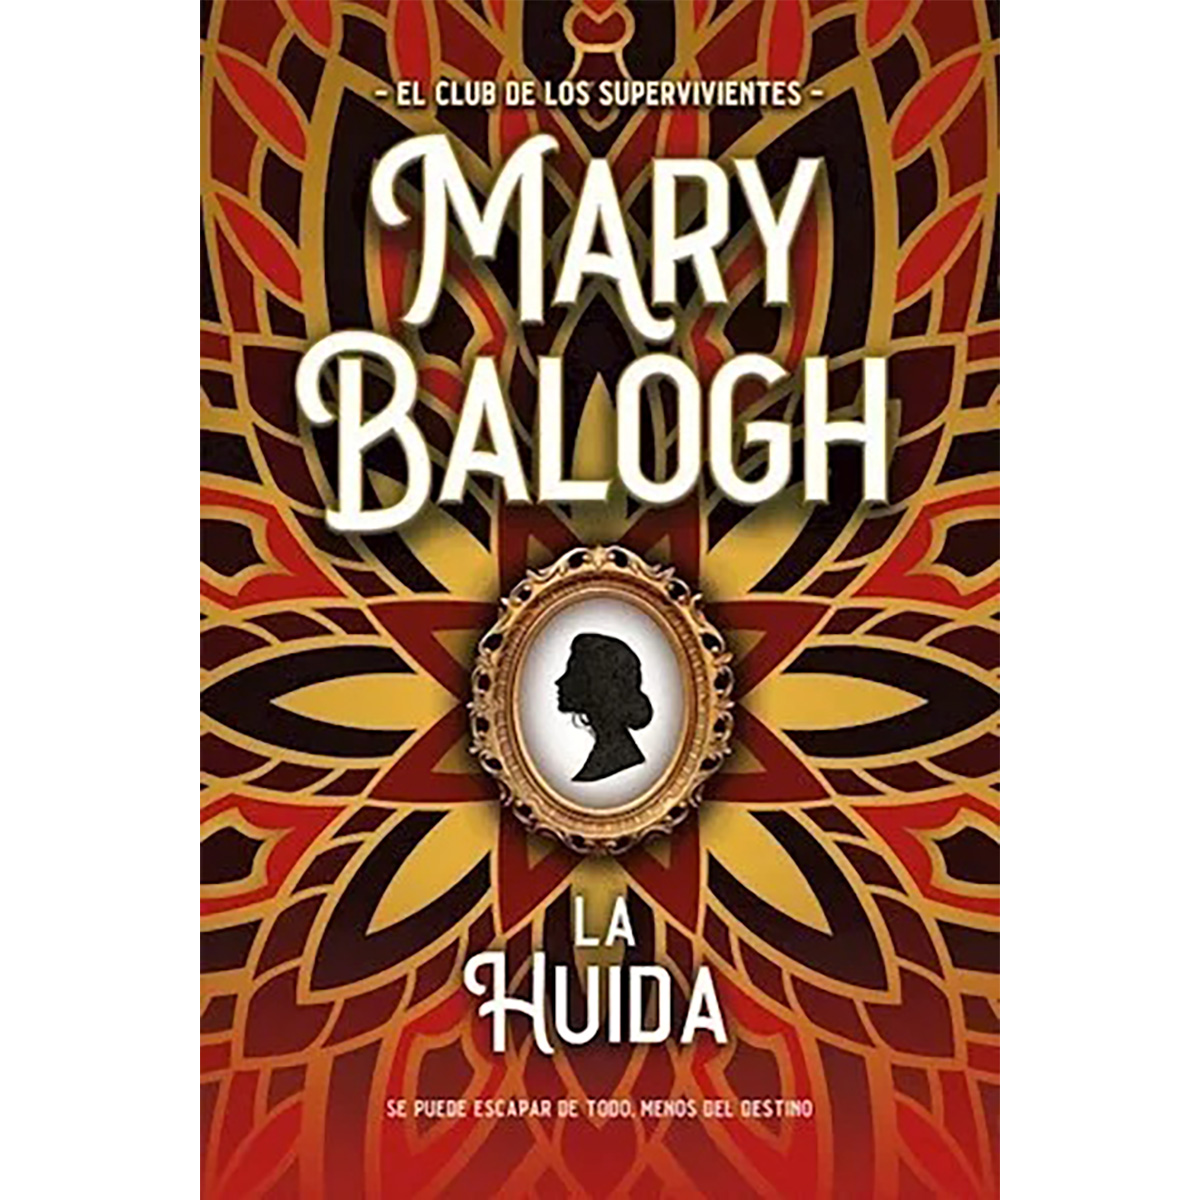 - EL CLUB DE LOS SUPERVIVIENTES -
MARY
BALOGH
LA
HUIDA
SE PUEDE ESCAPAR DE TODO, MENOS DEL DESTINO